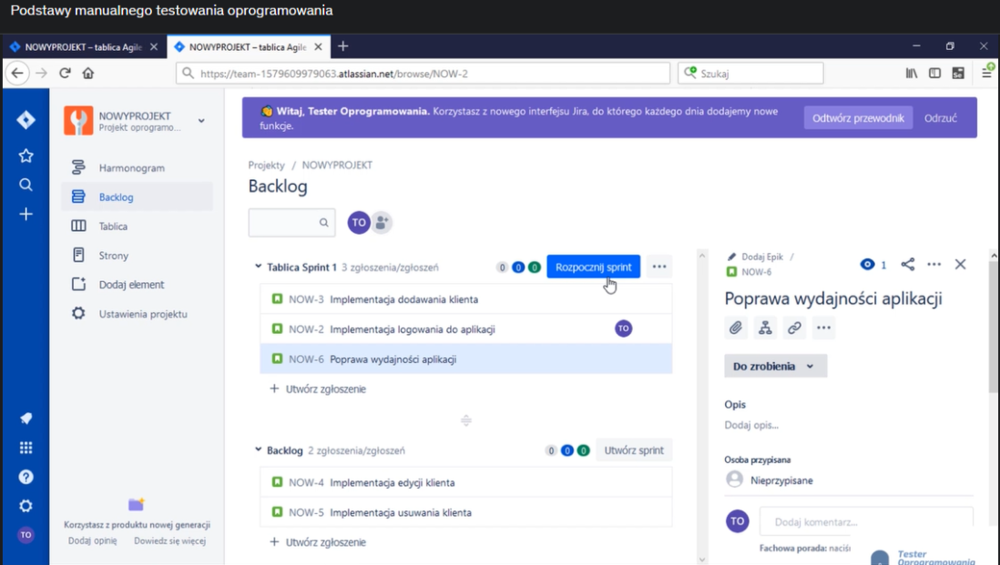 Podstawy manualnego testowania oprogramowania
NOWYPROJEKT – tablica Agile
NOWYPROJEKT – tablica Agile
https://team-1579609979063.atlassian.net/browse/NOW-2
Szukaj
NOWYPROJEKT
Projekt oprogramo...
Harmonogram
Backlog
Tablica
Strony
Dodaj element
Ustawienia projektu
Korzystasz z produktu nowej generacji
Dodaj opinię Dowiedz się więcej
TO
Witaj, Tester Oprogramowania. Korzystasz z nowego interfejsu Jira, do którego każdego dnia dodajemy nowe
funkcje.
Odtwórz przewodnik Odrzuć
Projekty / NOWYPROJEKT
Backlog
TO
Tablica Sprint 1 3 zgłoszenia/zgłoszeń 0 0 0 Rozpocznij sprint
NOW-3 Implementacja dodawania klienta
NOW-2 Implementacja logowania do aplikacji TO
NOW-6 Poprawa wydajności aplikacji
+ Utwórz zgłoszenie
Backlog 2 zgłoszenia/zgłoszeń 0 0 0 Utwórz sprint
NOW-4 Implementacja edycji klienta
NOW-5 Implementacja usuwania klienta
+ Utwórz zgłoszenie
Dodaj Epik /
NOW-6
1
Poprawa wydajności aplikacji
Do zrobienia
Opis
Dodaj opis...
Osoba przypisana
Nieprzypisane
TO Dodaj komentarz...
Fachowa porada:
Tester
Oprogramowania